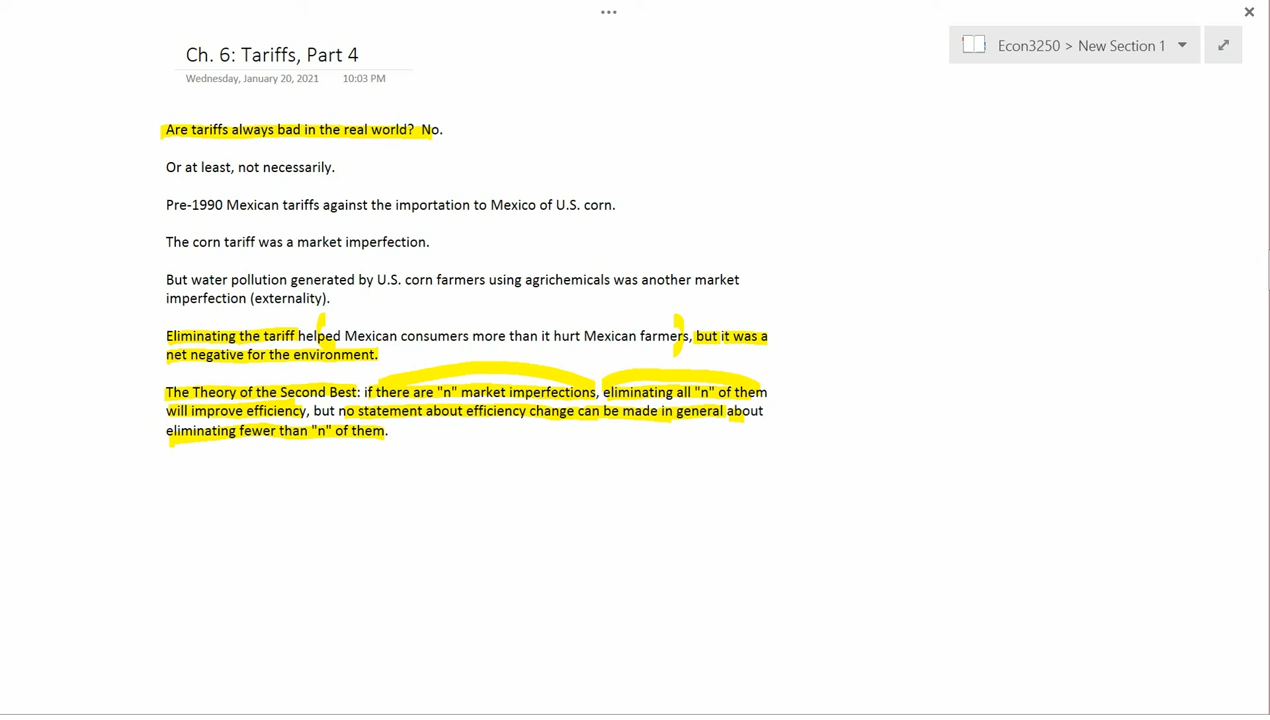 Ch. 6: Tariffs, Part 4
Econ3250 > New Section 1
Wednesday, January 20, 2021 10:03 PM
Are tariffs always bad in the real world? No.
Or at least, not necessarily.
Pre-1990 Mexican tariffs against the importation to Mexico of U.S. corn.
The corn tariff was a market imperfection.
But water pollution generated by U.S. corn farmers using agrichemicals was another market
imperfection (externality).
Eliminating the tariff helped Mexican consumers more than it hurt Mexican farmers, but it was a
net negative for the environment.
The Theory of the Second Best: if there are "n" market imperfections, eliminating all "n" of them
will improve efficiency, but no statement about efficiency change can be made in general about
eliminating fewer than "n" of them.